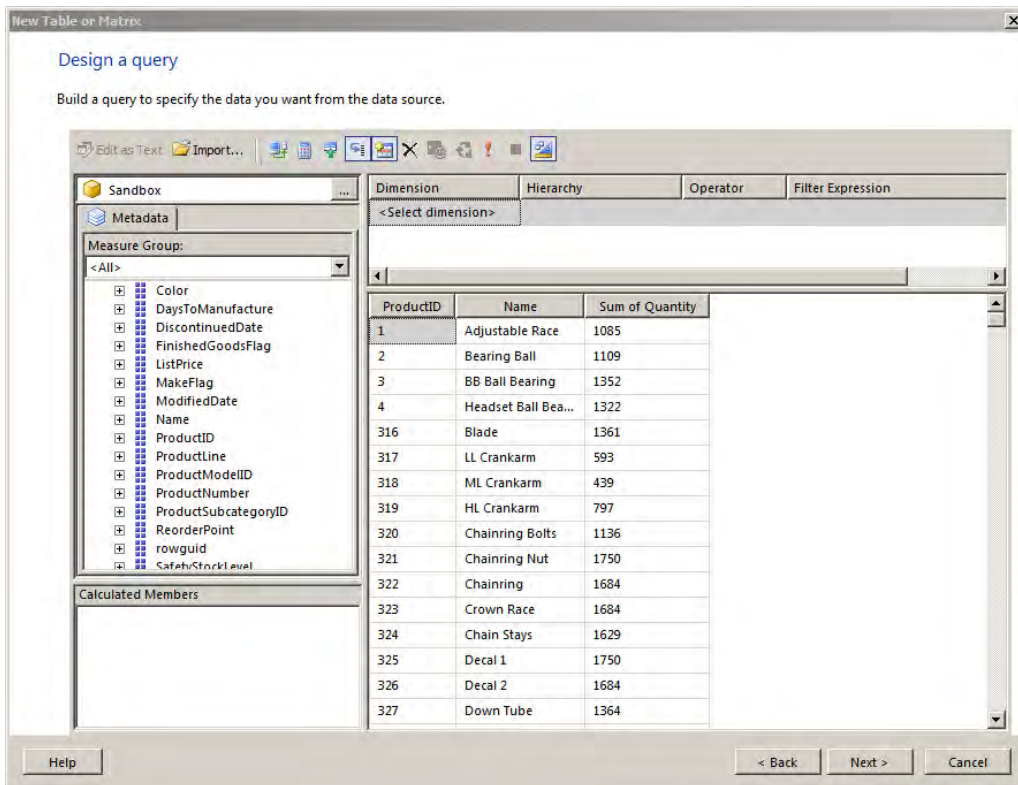 New Table or Matrix
Design a query
Build a query to specify the data you want from the data source.
Edit as Text Import...
Sandbox ...
Metadata
Measure Group:
<All>
Color
DaysToManufacture
DiscontinuedDate
FinishedGoodsFlag
ListPrice
MakeFlag
ModifiedDate
Name
ProductID
ProductLine
ProductModelID
ProductNumber
ProductSubcategoryID
ReorderPoint
rowguid
SafetyStockLevel
Calculated Members
Dimension Hierarchy Operator Filter Expression
<Select dimension>
ProductID Name Sum of Quantity
1 Adjustable Race 1085
2 Bearing Ball 1109
3 BB Ball Bearing 1352
4 Headset Ball Bea... 1322
316 Blade 1361
317 LL Crankarm 593
318 ML Crankarm 439
319 HL Crankarm 797
320 Chainring Bolts 1136
321 Chainring Nut 1750
322 Chainring 1684
323 Crown Race 1684
324 Chain Stays 1629
325 Decal 1 1750
326 Decal 2 1684
327 Down Tube 1364
Help < Back Next > Cancel